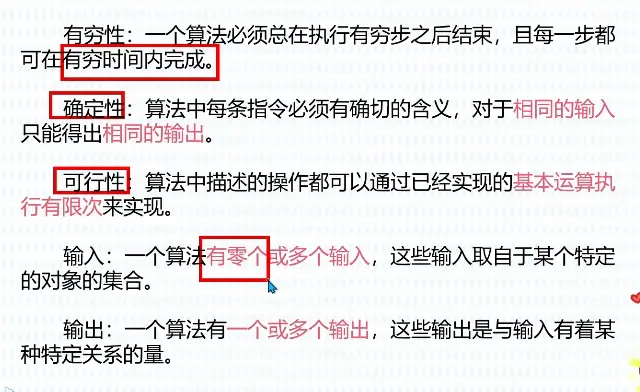 有穷性：一个算法必须总在执行有穷步之后结束，且每一步都
可在有穷时间内完成。
确定性：算法中每条指令必须有确切的含义，对于相同的输入
只能得出相同的输出。
可行性：算法中描述的操作都可以通过已经实现的基本运算执
行有限次来实现。
输入：一个算法有零个或多个输入，这些输入取自于某个特定
的对象的集合。
输出：一个算法有一个或多个输出，这些输出是与输入有着某
种特定关系的量。